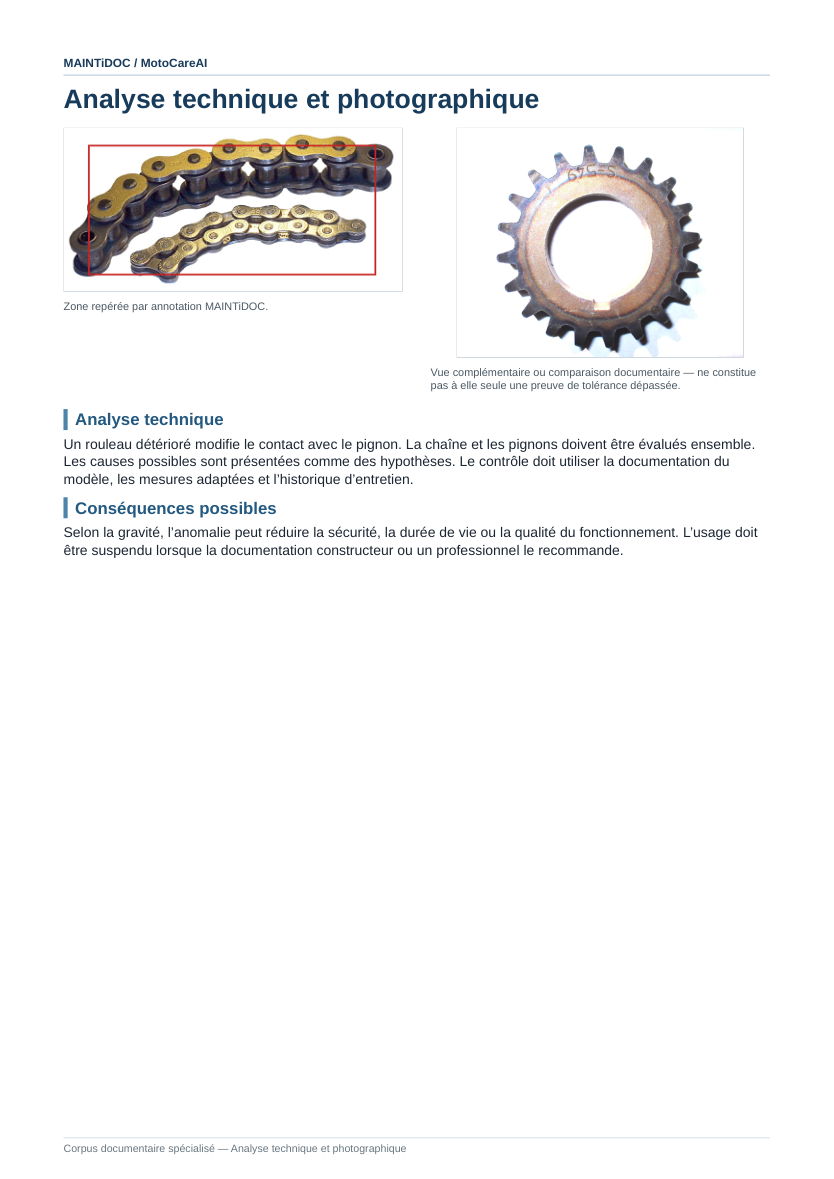 MAINTiDOC / MotoCareAI
Analyse technique et photographique
Zone repérée par annotation MAINTiDOC.
S=549
Vue complémentaire ou comparaison documentaire — ne constitue
pas à elle seule une preuve de tolérance dépassée.
Analyse technique
Un rouleau détérioré modifie le contact avec le pignon. La chaîne et les pignons doivent être évalués ensemble.
Les causes possibles sont présentées comme des hypothèses. Le contrôle doit utiliser la documentation du
modèle, les mesures adaptées et l’historique d’entretien.
Conséquences possibles
Selon la gravité, l’anomalie peut réduire la sécurité, la durée de vie ou la qualité du fonctionnement. L’usage doit
être suspendu lorsque la documentation constructeur ou un professionnel le recommande.
Corpus documentaire spécialisé — Analyse technique et photographique